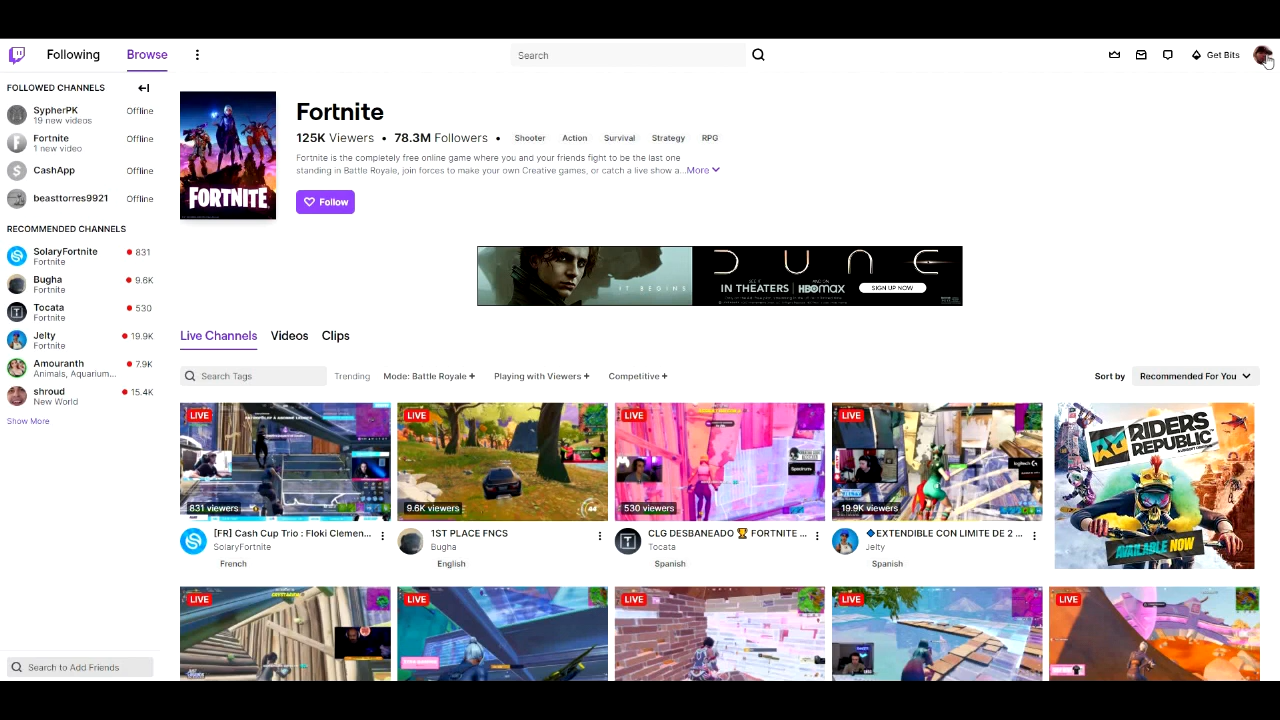 Following
Browse
Search
Get Bits
FOLLOWED CHANNELS
SypherPK
Offline
19 new videos
Fortnite
Offline
1 new video
CashApp
Offline
beasttorres9921
Offline
RECOMMENDED CHANNELS
SolaryFortnite
831
Fortnite
Bugha
9.6K
Fortnite
Tocata
530
Fortnite
Jelty
19.9K
Fortnite
Amouranth
7.9K
Animals, Aquarium...
shroud
15.4K
New World
Show More
Search to Add Friends
FORTNITE
Fortnite
125K Viewers • 78.3M Followers • Shooter Action Survival Strategy RPG
Fortnite is the completely free online game where you and your friends fight to be the last one
standing in Battle Royale, join forces to make your own Creative games, or catch a live show a...More
Follow
IT BEGINS
DUNE
IN THEATERS | HBOmax
SIGN UP NOW
Live Channels Videos Clips
Search Tags
Trending
Mode: Battle Royale +
Playing with Viewers +
Competitive +
Sort by
Recommended For You
LIVE
831 viewers
[FR] Cash Cup Trio : Floki Clemen...
SolaryFortnite
French
LIVE
9.6K viewers
44
1ST PLACE FNCS
Bugha
English
LIVE
Spectrum
530 viewers
CLG DESBANEADO 🏆 FORTNITE ...
Tocata
Spanish
LIVE
logitech G
19.9K viewers
🔷EXTENDIBLE CON LIMITE DE 2 ...
Jelty
Spanish
RIDERS
REPUBLIC
AVAILABLE NOW
LIVE
LIVE
LIVE
LIVE
LIVE